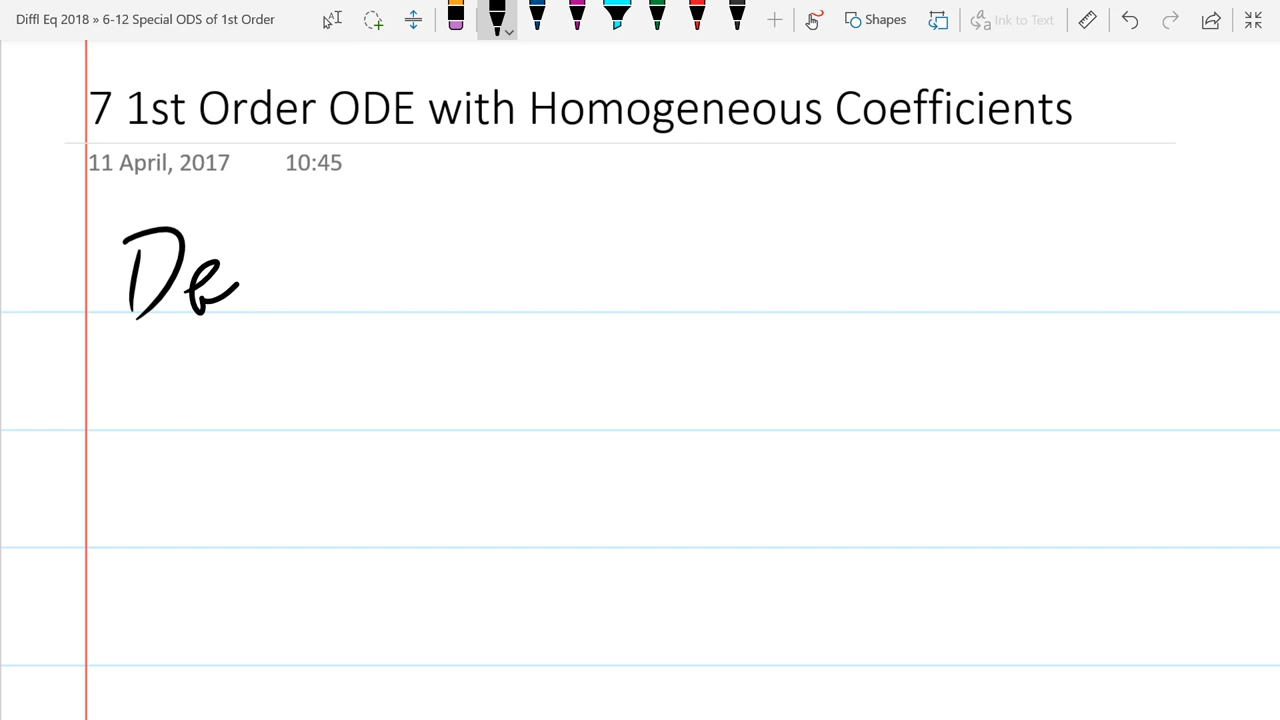 Diffl Eq 2018 » 6-12 Special ODS of 1st Order
Shapes
Ink to Text
7 1st Order ODE with Homogeneous Coefficients
11 April, 2017 10:45
De